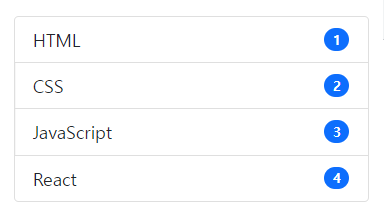 HTML 1
CSS 2
JavaScript 3
React 4